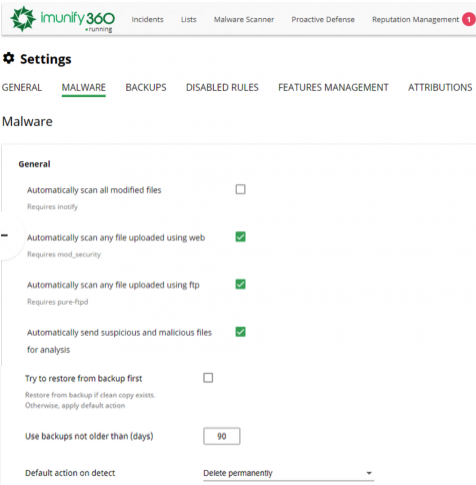 imunify360
running
Incidents Lists Malware Scanner Proactive Defense Reputation Management 1
Settings
GENERAL MALWARE BACKUPS DISABLED RULES FEATURES MANAGEMENT ATTRIBUTIONS
Malware
General
Automatically scan all modified files
Requires inotify
Automatically scan any file uploaded using web
Requires mod_security
Automatically scan any file uploaded using ftp
Requires pure-ftpd
Automatically send suspicious and malicious files
for analysis
Try to restore from backup first
Restore from backup if clean copy exists.
Otherwise, apply default action
Use backups not older than (days) 90
Default action on detect Delete permanently